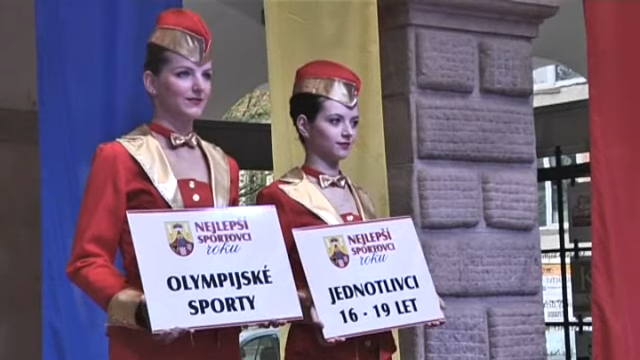 NEJLEPŠÍ
SPORTOVCI
roku
OLYMPIJSKÉ
SPORTY
NEJLEPŠÍ
SPORTOVCI
roku
JEDNOTLIVCI
16 - 19 LET